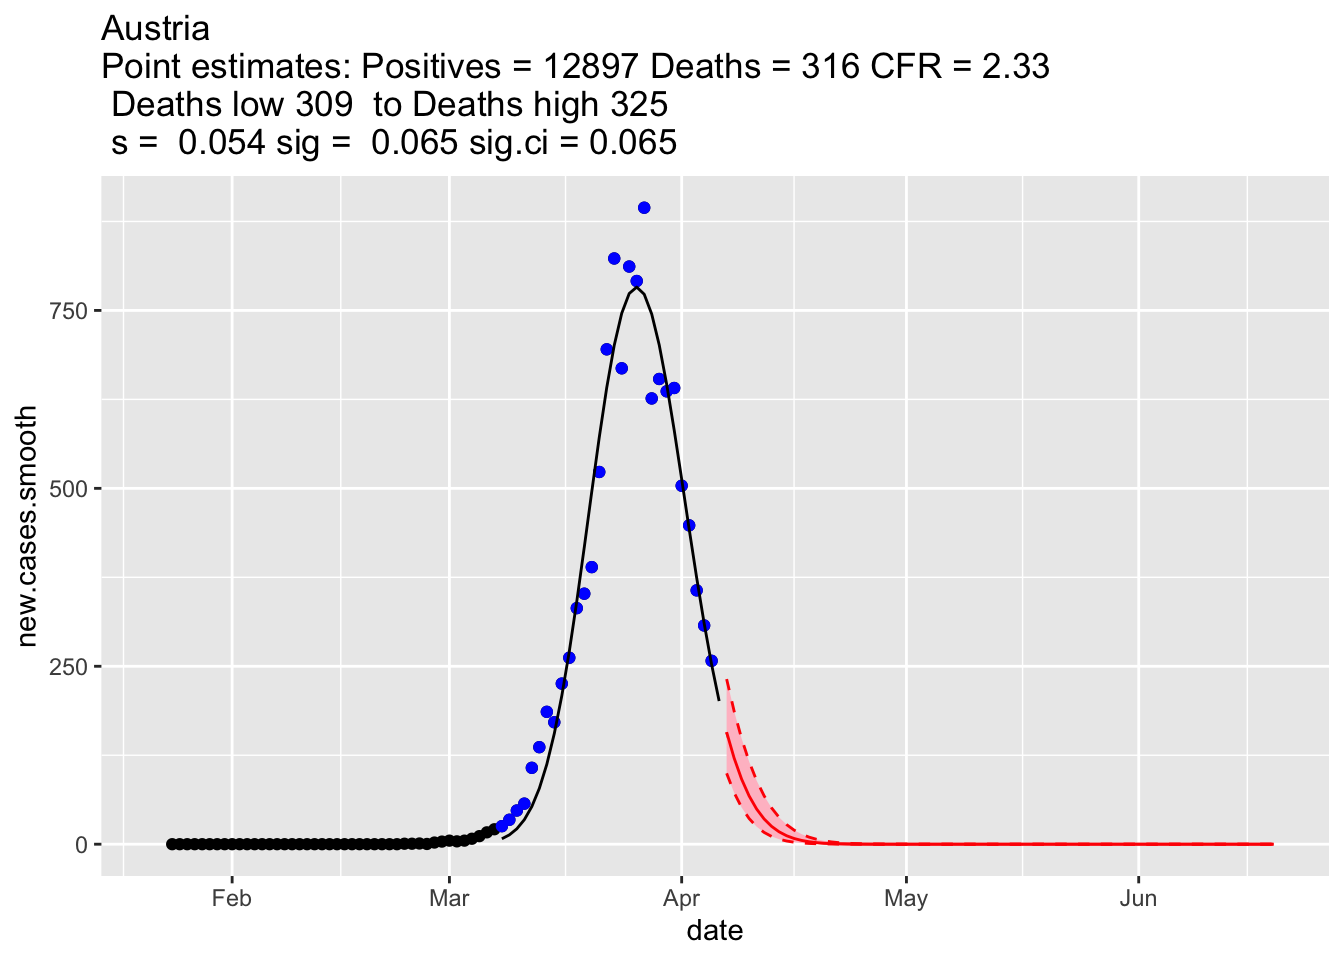 Austria
Point estimates: Positives = 12897 Deaths = 316 CFR = 2.33
Deaths low 309  to Deaths high 325
s =  0.054 sig =  0.065 sig.ci = 0.065
new.cases.smooth
750
500
250
0
Feb Mar Apr May Jun
date